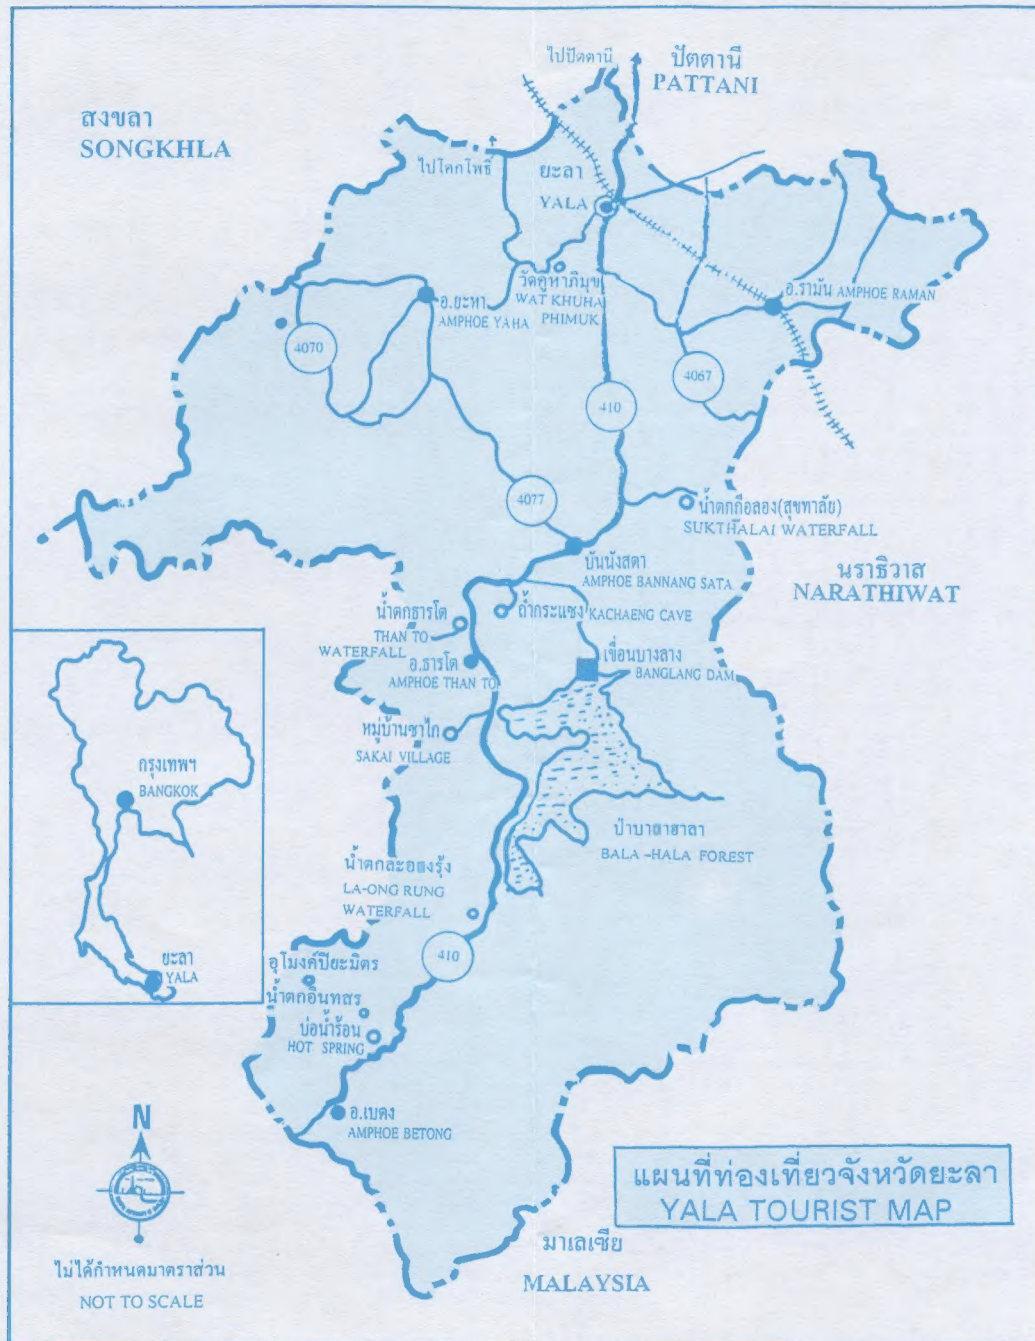 ไปปัตตานี
ปัตตานี
PATTANI
สงขลา
SONGKHLA
ไปโคกโพธิ์
ยะลา
YALA
วัดคูหาภิมุข
WAT KHUHA
PHIMUK
อ.ยะหา
AMPHOE YAHA
อ.รามัน AMPHOE RAMAN
4070
4067
410
4077
น้ำตกกือลอง(สุขทาลัย)
SUKTHALAI WATERFALL
บันนังสตา
AMPHOE BANNANG SATA
นราธิวาส
NARATHIWAT
น้ำตกธารโต
THAN TO
WATERFALL
ถ้ำกระแชง KACHAENG CAVE
อ.ธารโต
AMPHOE THAN TO
เขื่อนบางลาง
BANGLANG DAM
หมู่บ้านซาไก
SAKAI VILLAGE
กรุงเทพฯ
BANGKOK
ยะลา
YALA
ป่าบาลาฮาลา
BALA -HALA FOREST
น้ำตกละอองรุ้ง
LA-ONG RUNG
WATERFALL
410
อุโมงค์ปิยะมิตร
น้ำตกอินทสร
บ่อน้ำร้อน
HOT SPRING
อ.เบตง
AMPHOE BETONG
N
ไม่ได้กำหนดมาตราส่วน
NOT TO SCALE
แผนที่ท่องเที่ยวจังหวัดยะลา
YALA TOURIST MAP
มาเลเซีย
MALAYSIA